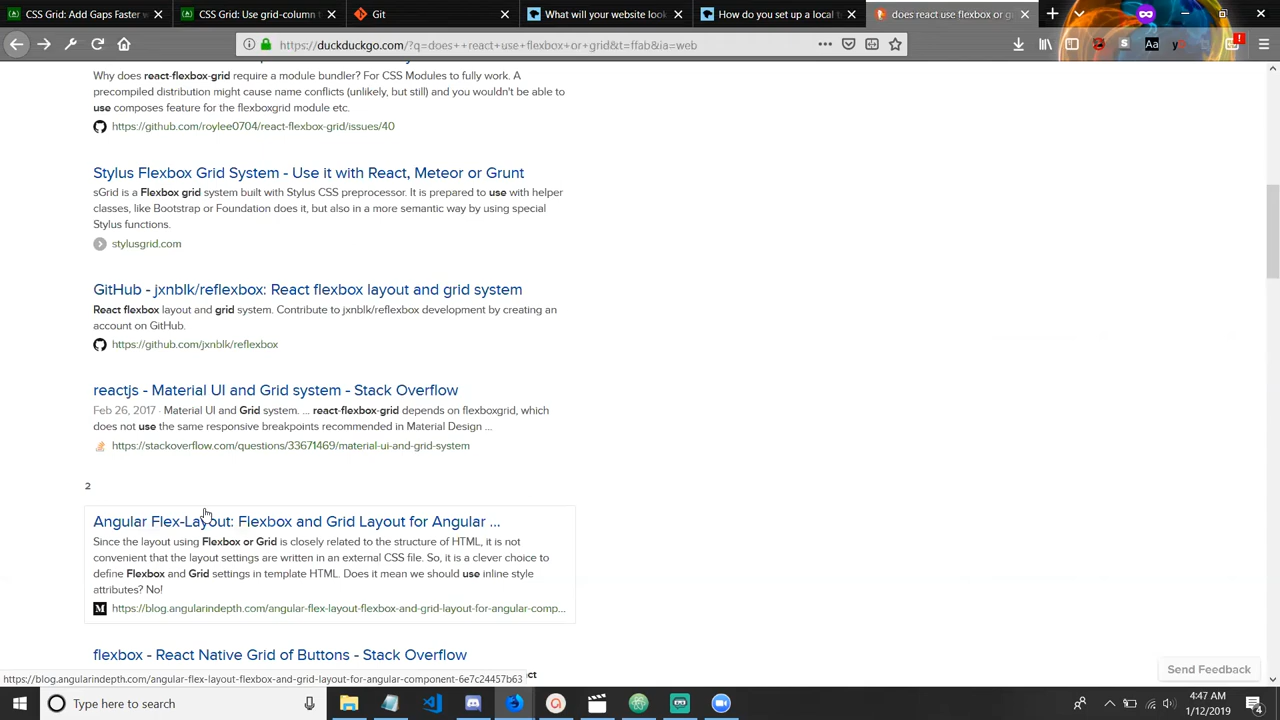 CSS Grid: Add Gaps Faster w
CSS Grid: Use grid-column t
Git
What will your website look
How do you set up a local t
does react use flexbox or g
https://duckduckgo.com/?q=does++react+use+flexbox+or+grid&t=ffab&ia=web
Why does react-flexbox-grid require a module bundler? For CSS Modules to fully work. A
precompiled distribution might cause name conflicts (unlikely, but still) and you wouldn't be able to
use composes feature for the flexboxgrid module etc.
https://github.com/roylee0704/react-flexbox-grid/issues/40
Stylus Flexbox Grid System - Use it with React, Meteor or Grunt
sGrid is a Flexbox grid system built with Stylus CSS preprocessor. It is prepared to use with helper
classes, like Bootstrap or Foundation does it, but also in a more semantic way by using special
Stylus functions.
stylusgrid.com
GitHub - jxnblk/reflexbox: React flexbox layout and grid system
React flexbox layout and grid system. Contribute to jxnblk/reflexbox development by creating an
account on GitHub.
https://github.com/jxnblk/reflexbox
reactjs - Material UI and Grid system - Stack Overflow
Feb 26, 2017 · Material UI and Grid system. ... react-flexbox-grid depends on flexboxgrid, which
does not use the same responsive breakpoints recommended in Material Design ...
https://stackoverflow.com/questions/33671469/material-ui-and-grid-system
2
Angular Flex-Layout: Flexbox and Grid Layout for Angular ...
Since the layout using Flexbox or Grid is closely related to the structure of HTML, it is not
convenient that the layout settings are written in an external CSS file. So, it is a clever choice to
define Flexbox and Grid settings in template HTML. Does it mean we should use inline style
attributes? No!
https://blog.angularindepth.com/angular-flex-layout-flexbox-and-grid-layout-for-angular-comp...
flexbox - React Native Grid of Buttons - Stack Overflow
https://blog.angularindepth.com/angular-flex-layout-flexbox-and-grid-layout-for-angular-component-6e7c24457b63
Send Feedback
Type here to search
4:47 AM
1/12/2019
4